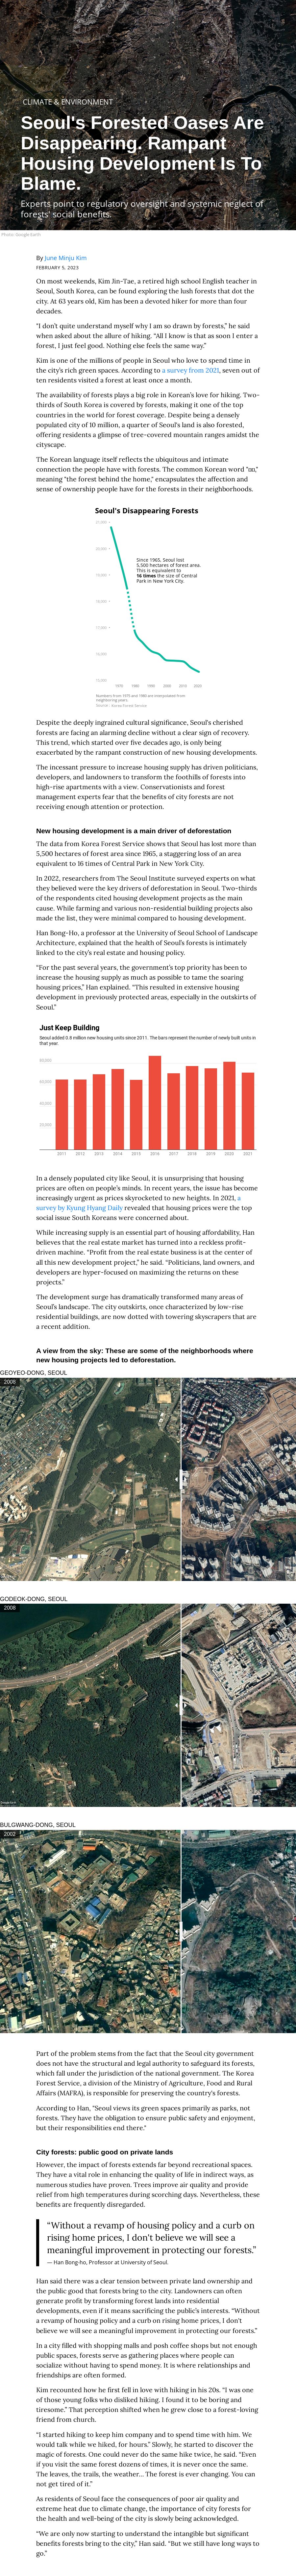 CLIMATE & ENVIRONMENT
Seoul's Forested Oases Are
Disappearing. Rampant
Housing Development Is To
Blame.
Experts point to regulatory oversight and systemic neglect of
forests' social benefits.
Photo: Google Earth
By June Minju Kim
FEBRUARY 5, 2023
On most weekends, Kim Jin-Tae, a retired high school English teacher in
Seoul, South Korea, can be found exploring the lush forests that dot the
city. At 63 years old, Kim has been a devoted hiker for more than four
decades.
"I don't quite understand myself why I am so drawn by forests," he said
when asked about the allure of hiking. "All I know is that as soon I enter a
forest, I just feel good. Nothing else feels the same way."
Kim is one of the millions of people in Seoul who love to spend time in
the city's rich green spaces. According to a survey from 2021, seven out of
ten residents visited a forest at least once a month.
The availability of forests plays a big role in Korean's love for hiking. Two-
thirds of South Korea is covered by forests, making it one of the top
countries in the world for forest coverage. Despite being a densely
populated city of 10 million, a quarter of Seoul's land is also forested,
offering residents a glimpse of tree-covered mountain ranges amidst the
cityscape.
The Korean language itself reflects the ubiquitous and intimate
connection the people have with forests. The common Korean word "뒷산,"
meaning "the forest behind the home," encapsulates the affection and
sense of ownership people have for the forests in their neighborhoods.
Seoul's Disappearing Forests
21,000
20,000
19,000
18,000
17,000
16,000
15,000
Since 1965, Seoul lost
5,500 hectares of forest area.
This is equivalent to
16 times the size of Central
Park in New York City.
1970 1980 1990 2000 2010 2020
Numbers from 1975 and 1980 are interpolated from
neighboring years.
Source: Korea Forest Service
Despite the deeply ingrained cultural significance, Seoul's cherished
forests are facing an alarming decline without a clear sign of recovery.
This trend, which started over five decades ago, is only being
exacerbated by the rampant construction of new housing developments.
The incessant pressure to increase housing supply has driven politicians,
developers, and landowners to transform the foothills of forests into
high-rise apartments with a view. Conservationists and forest
management experts fear that the benefits of city forests are not
receiving enough attention or protection.
New housing development is a main driver of deforestation
The data from Korea Forest Service shows that Seoul has lost more than
5,500 hectares of forest area since 1965, a staggering loss of an area
equivalent to 16 times of Central Park in New York City.
In 2022, researchers from The Seoul Institute surveyed experts on what
they believed were the key drivers of deforestation in Seoul. Two-thirds
of the respondents cited housing development projects as the main
cause. While farming and various non-residential building projects also
made the list, they were minimal compared to housing development.
Han Bong-Ho, a professor at the University of Seoul School of Landscape
Architecture, explained that the health of Seoul's forests is intimately
linked to the city's real estate and housing policy.
"For the past several years, the government's top priority has been to
increase the housing supply as much as possible to tame the soaring
housing prices," Han explained. "This resulted in extensive housing
development in previously protected areas, especially in the outskirts of
Seoul."
Just Keep Building
Seoul added 0.8 million new housing units since 2011. The bars represent the number of newly built units in
that year.
80,000
60,000
40,000
20,000
2011 2012 2013 2014 2015 2016 2017 2018 2019 2020 2021
In a densely populated city like Seoul, it is unsurprising that housing
prices are often on people's minds. In recent years, the issue has become
increasingly urgent as prices skyrocketed to new heights. In 2021, a
survey by Kyung Hyang Daily revealed that housing prices were the top
social issue South Koreans were concerned about.
While increasing supply is an essential part of housing affordability, Han
believes that the real estate market has turned into a reckless profit-
driven machine. "Profit from the real estate business is at the center of
all this new development project," he said. "Politicians, land owners, and
developers are hyper-focused on maximising the returns on these
projects."
The development surge has dramatically transformed many areas of
Seoul's landscape. The city outskirts, once characterized by low-rise
residential buildings, are now dotted with towering skyscrapers that are
a recent addition.
A view from the sky: These are some of the neighborhoods where
new housing projects led to deforestation.
GEOYEO-DONG, SEOUL
2008
GODEOK-DONG, SEOUL
2008
BULGWANG-DONG, SEOUL
2002
Part of the problem stems from the fact that the Seoul city government
does not have the structural and legal authority to safeguard its forests,
which fall under the jurisdiction of the national government. The Korea
Forest Service, a division of the Ministry of Agriculture, Food and Rural
Affairs (MAFRA), is responsible for preserving the country's forests.
According to Han, "Seoul views its green spaces primarily as parks, not
forests. They have the obligation to ensure public safety and enjoyment,
but their responsibilities end there."
City forests: public good on private lands
However, the impact of forests extends far beyond recreational spaces.
They have a vital role in enhancing the quality of life in indirect ways, as
numerous studies have proven. Trees improve air quality and provide
relief from high temperatures during scorching days. Nevertheless, these
benefits are frequently disregarded.
"Without a revamp of housing policy and a curb on
rising home prices, I don't believe we will see a
meaningful improvement in protecting our forests."
— Han Bong-ho, Professor at University of Seoul
Han said there was a clear tension between private land ownership and
the public good that forests bring to the city. Landowners can often
generate profit by transforming forest lands into residential
developments, even if it means sacrificing the public's interests. "Without
a revamp of housing policy and a curb on rising home prices, I don't
believe we will see a meaningful improvement in protecting our forests."
In a city filled with shopping malls and posh coffee shops but not enough
public spaces, forests serve as gathering places where people can
socialize without having to spend money. It is where relationships and
friendships are often formed.
Kim recounted how he first fell in love with hiking in his 20s. "I was one
of those young folks who disliked hiking. I found it to be boring and
tiresome." That perception shifted when he grew close to a forest-loving
friend from church.
"I started hiking to keep him company and to spend time with him. We
would talk while we hiked, for hours." Slowly, he started to discover the
magic of forests. One could never do the same hike twice, he said. "Even
if you visit the same forest dozens of times, it is never once the same.
The leaves, the trails, the weather... The forest is ever changing. You can
not get tired of it."
As residents of Seoul face the consequences of poor air quality and
extreme heat due to climate change, the importance of city forests for
the health and well-being of the city is slowly being acknowledged.
"We are only now starting to understand the intangible but significant
benefits forests bring to the city," Han said. "But we still have long ways to
go."